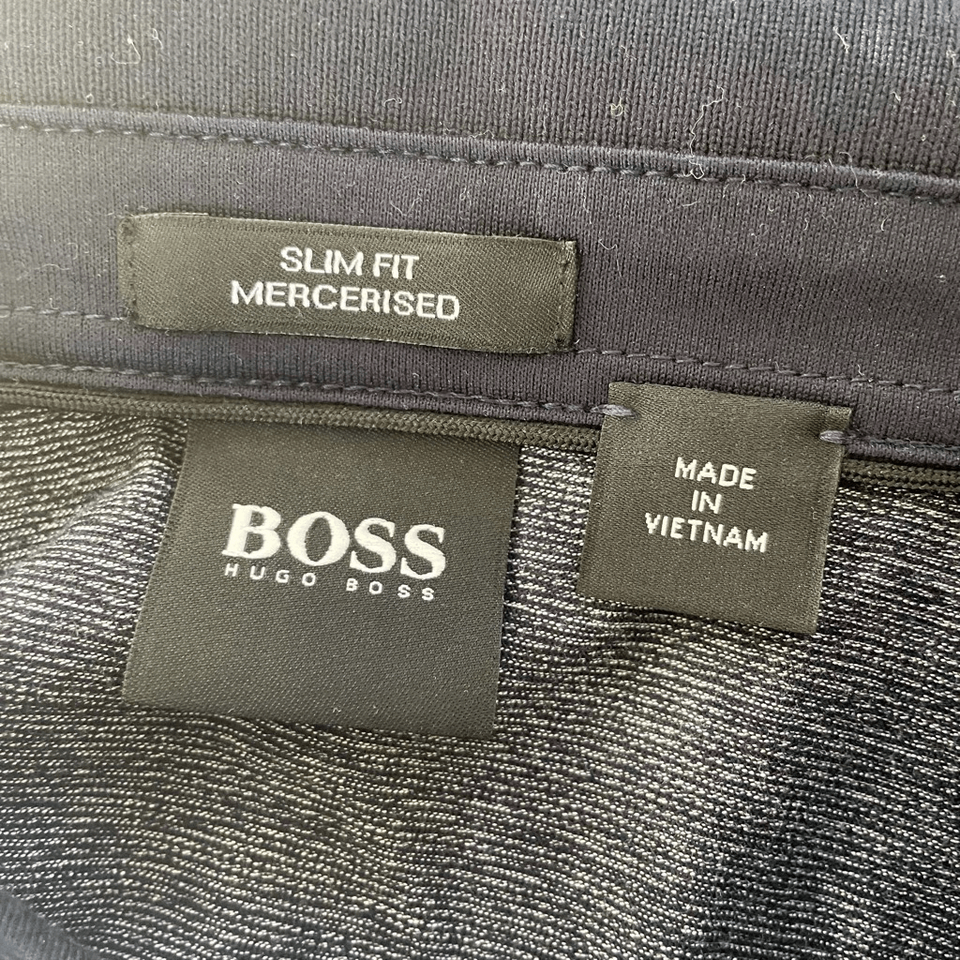 SLIM FIT
MERCERISED
BOSS
HUGO BOSS
MADE
IN
VIETNAM